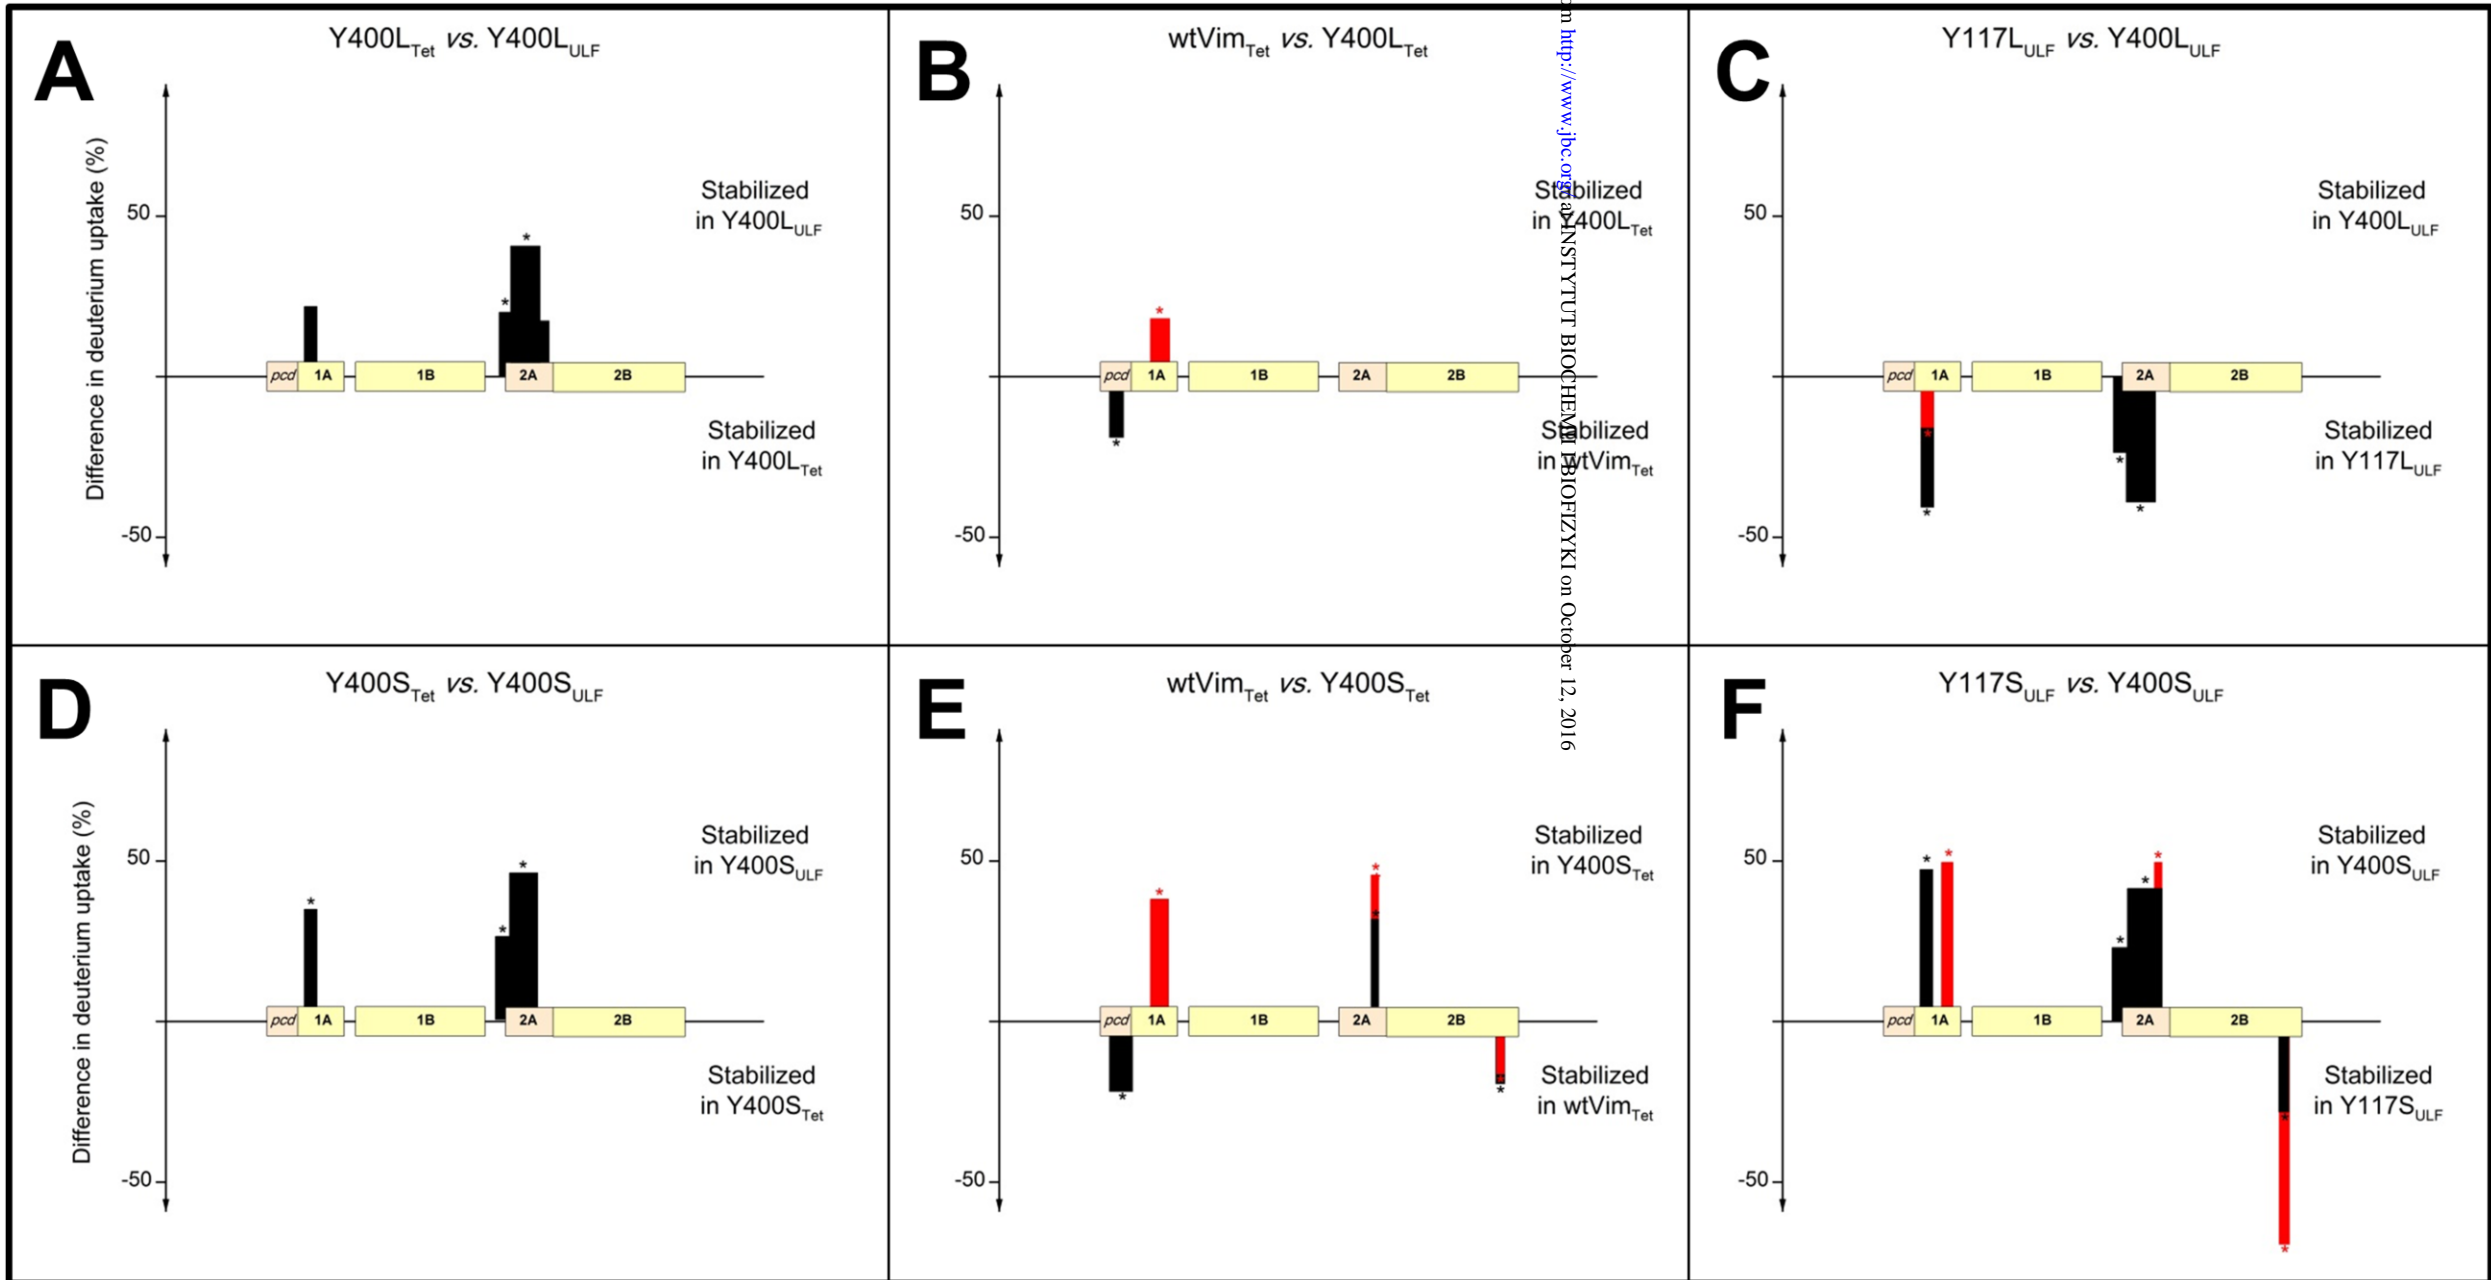 A
Y400LTet vs. Y400LULF
Difference in deuterium uptake (%)
50
-50
Stabilized
in Y400LULF
*
*
pcd 1A 1B 2A 2B
Stabilized
in Y400LTet
B
wtVimTet vs. Y400LTet
50
-50
Stabilized
in Y400LTet
*
pcd 1A 1B 2A 2B
*
Stabilized
in wtVimTet
http://www.jbc.org/ at INSTYTUT BIOCHEMII I BIOFIZYKI on October 12, 2016
C
Y117LULF vs. Y400LULF
50
-50
Stabilized
in Y400LULF
pcd 1A 1B 2A 2B
*
*
*
*
Stabilized
in Y117LULF
D
Y400STet vs. Y400SULF
Difference in deuterium uptake (%)
50
-50
Stabilized
in Y400SULF
*
*
*
pcd 1A 1B 2A 2B
Stabilized
in Y400STet
E
wtVimTet vs. Y400STet
50
-50
Stabilized
in Y400STet
*
*
*
pcd 1A 1B 2A 2B
*
*
Stabilized
in wtVimTet
F
Y117SULF vs. Y400SULF
50
-50
Stabilized
in Y400SULF
*
*
*
*
*
pcd 1A 1B 2A 2B
*
*
Stabilized
in Y117SULF